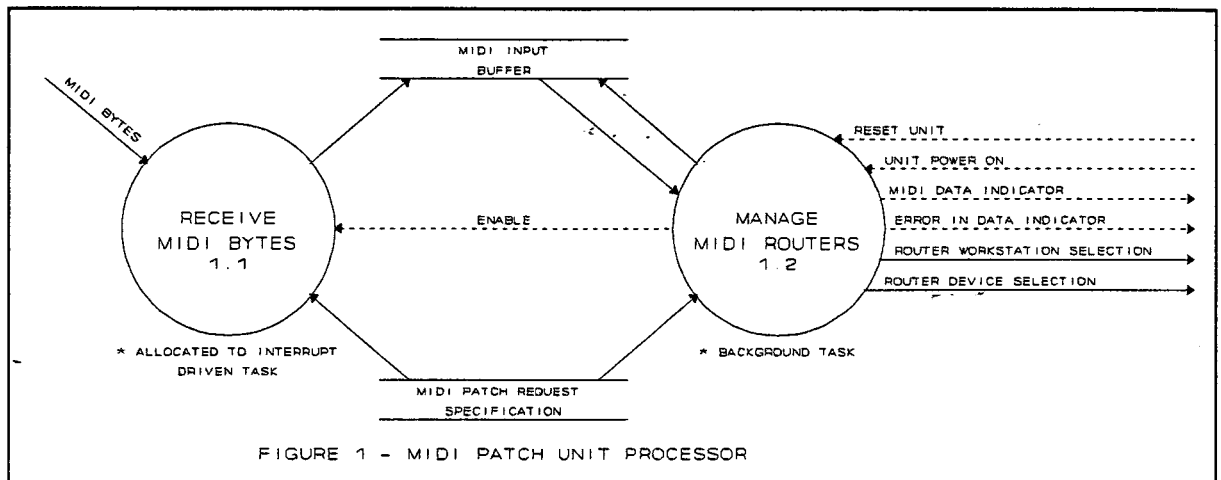 MIDI INPUT
BUFFER
MIDI BYTES
RECEIVE
MIDI BYTES
1.1
* ALLOCATED TO INTERRUPT
DRIVEN TASK
ENABLE
MANAGE
MIDI ROUTERS
1.2
* BACKGROUND TASK
RESET UNIT
UNIT POWER ON
MIDI DATA INDICATOR
ERROR IN DATA INDICATOR
ROUTER WORKSTATION SELECTION
ROUTER DEVICE SELECTION
MIDI PATCH REQUEST
SPECIFICATION
FIGURE 1 - MIDI PATCH UNIT PROCESSOR